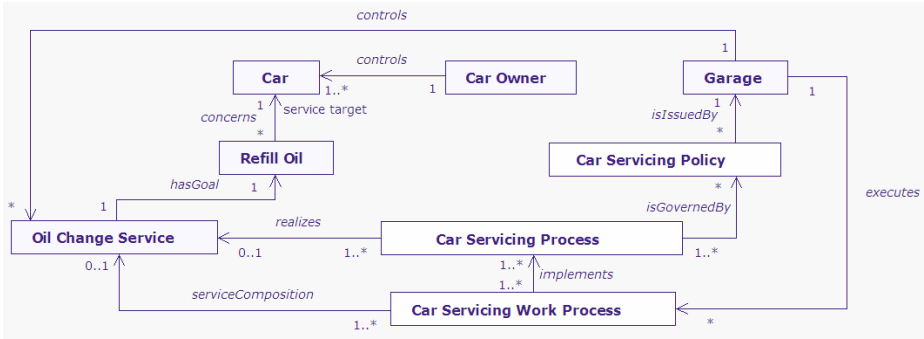 controls
1
controls
Car
Car Owner
Garage
1..*
1
1
1
service target
1
isIssuedBy
concerns
*
*
Refill Oil
Car Servicing Policy
hasGoal
1
*
executes
1
isGovernedBy
*
realizes
Oil Change Service
Car Servicing Process
0..1
0..1
1..*
1..*
1..*
implements
1..*
serviceComposition
Car Servicing Work Process
1..*
*